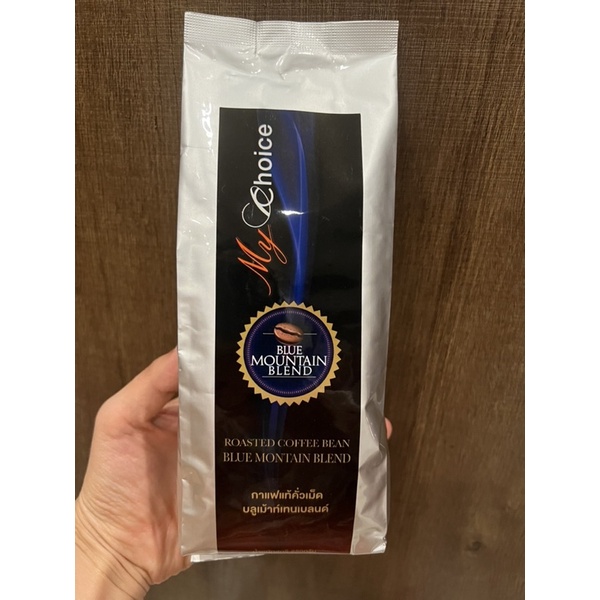 My Choice
BLUE
MOUNTAIN
BLEND
ROASTED COFFEE BEAN
BLUE MONTAIN BLEND
กาแฟแท้คั่วเม็ด
บลูเม้าท์เทนเบลนด์